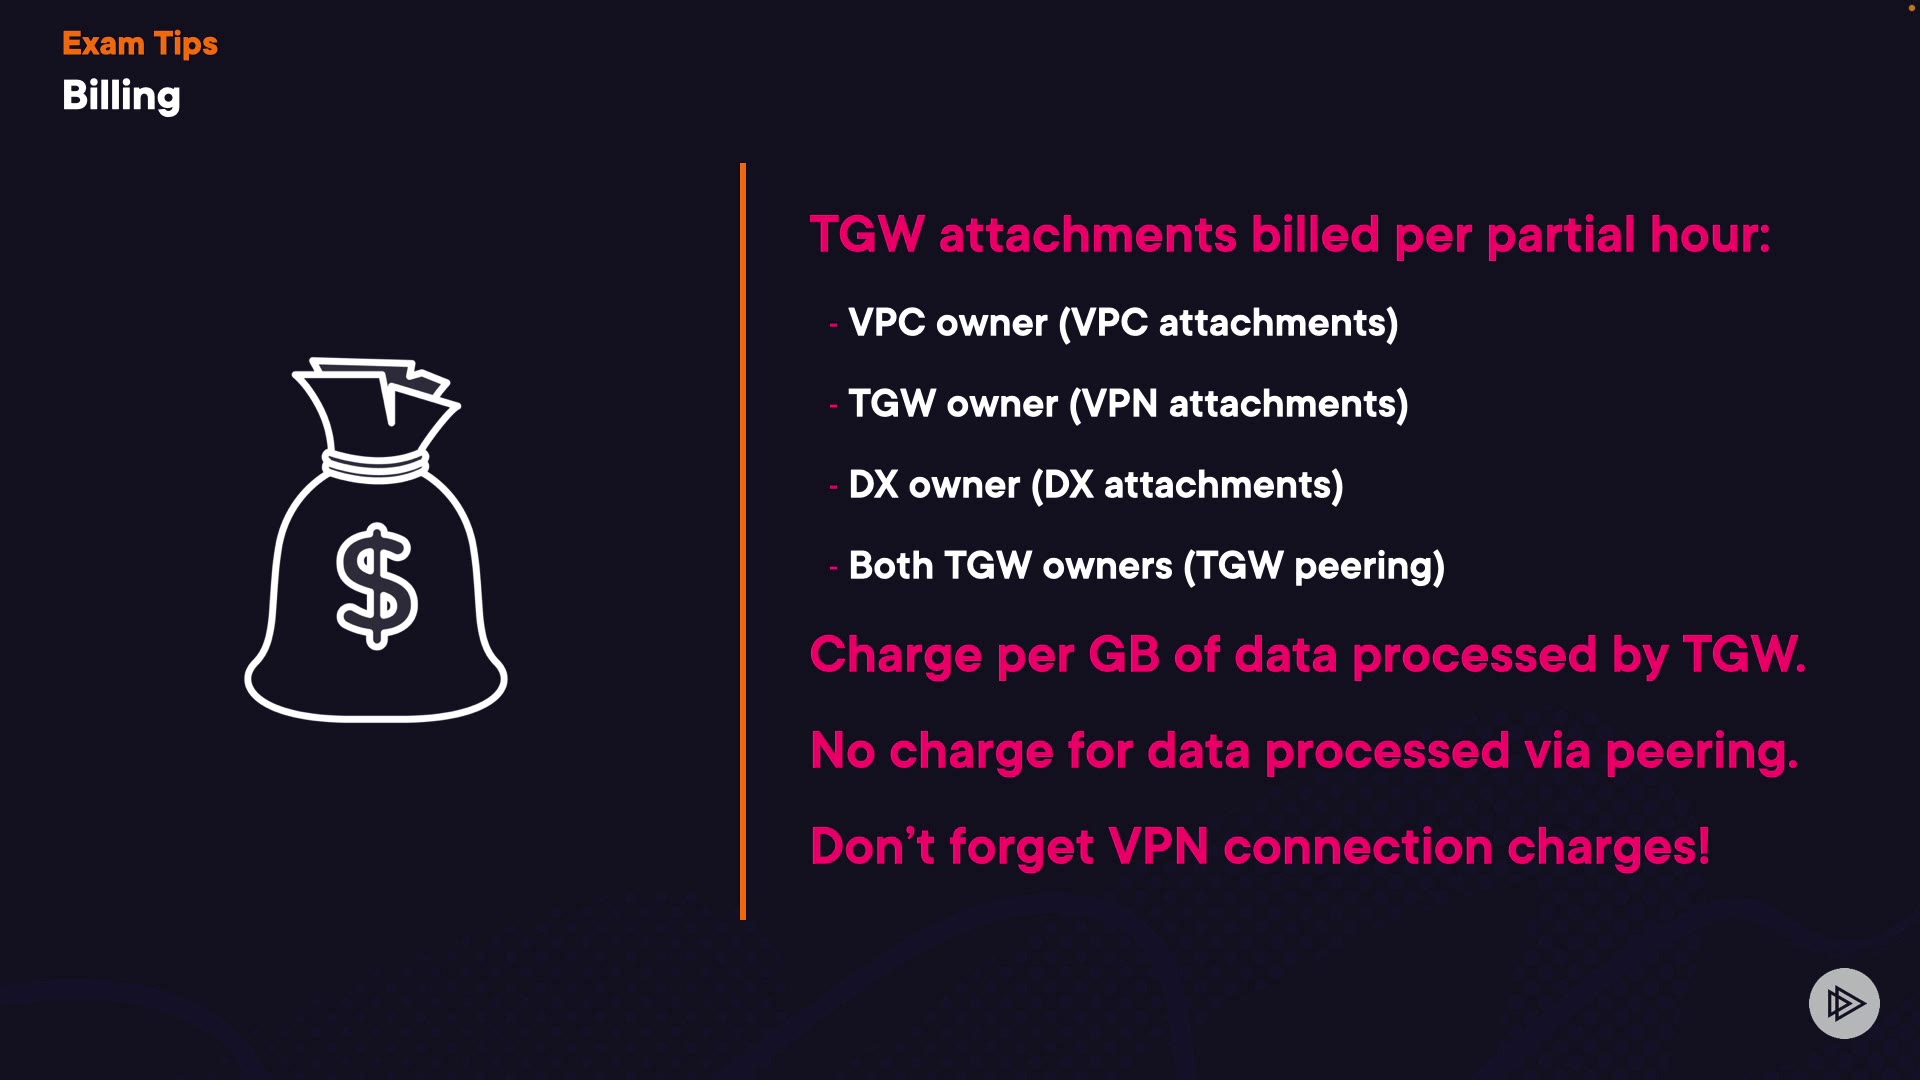 Exam Tips
Billing
TGW attachments billed per partial hour:
- VPC owner (VPC attachments)
- TGW owner (VPN attachments)
- DX owner (DX attachments)
- Both TGW owners (TGW peering)
Charge per GB of data processed by TGW.
No charge for data processed via peering.
Don’t forget VPN connection charges!
$